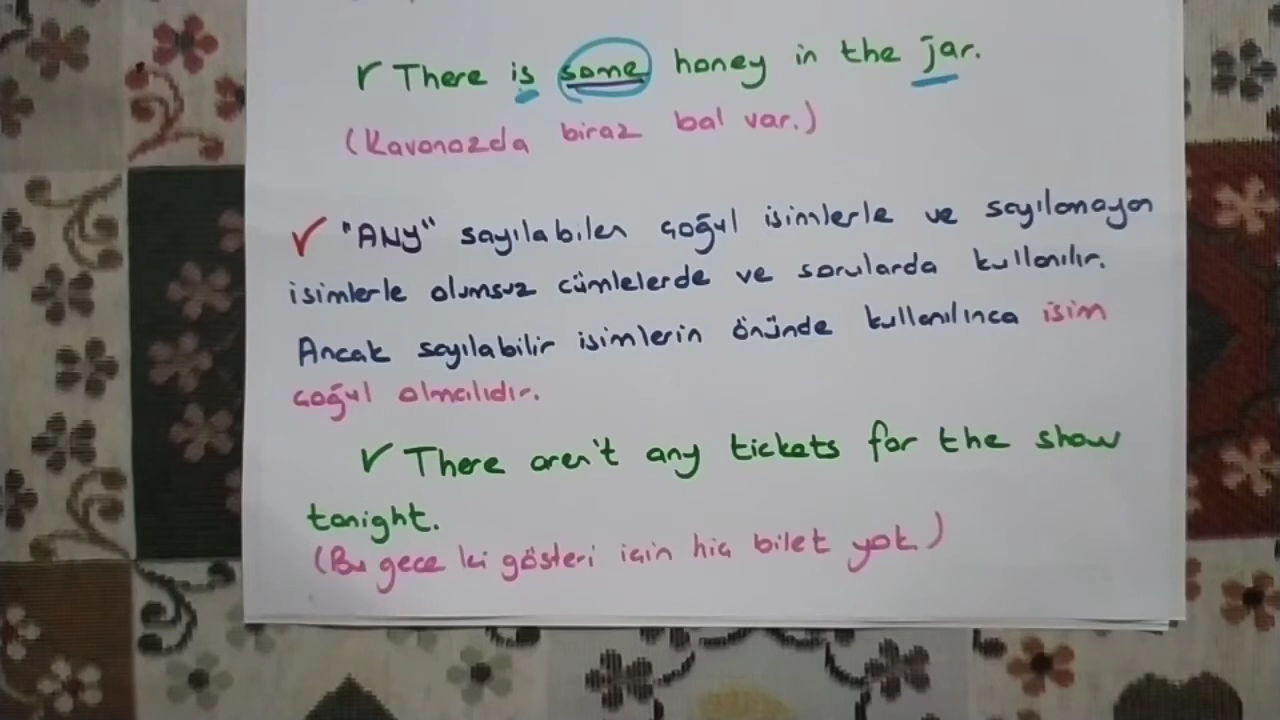 ✓ There is some honey in the jar.
(Kavanozda biraz bal var.)
✓ "ANY" sayılabilen çoğul isimlerle ve sayılamayan
isimlerle olumsuz cümlelerde ve sorularda kullanılır.
Ancak sayılabilir isimlerin önünde kullanılınca isim
çoğul olmalıdır.
✓ There aren't any tickets for the show
tonight.
(Bu gece ki gösteri için hiç bilet yok)